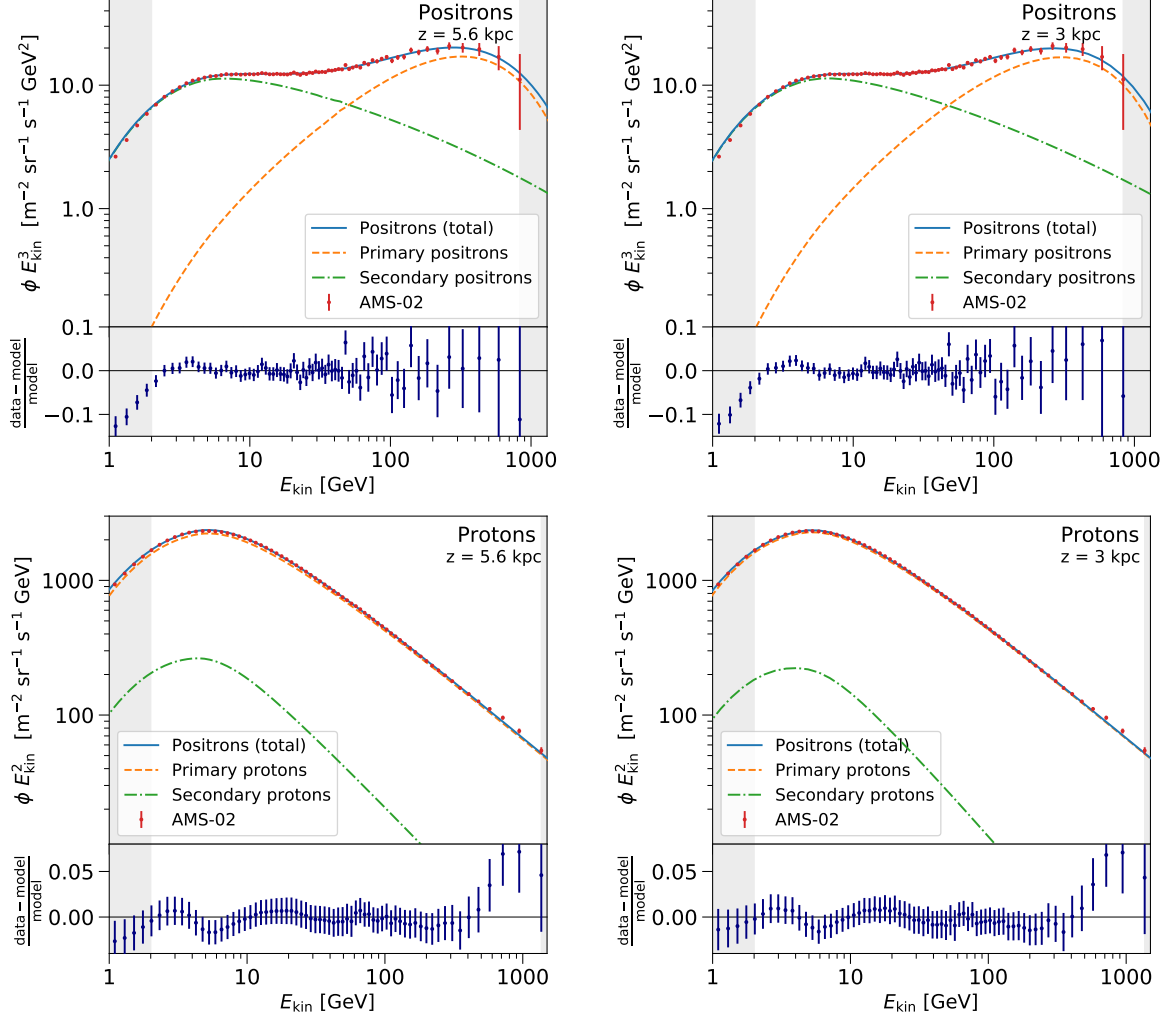 Positrons
z = 5.6 kpc
10.0
1.0
ϕ E³kin [m⁻² sr⁻¹ s⁻¹ GeV²]
Positrons (total)
Primary positrons
Secondary positrons
AMS-02
0.1
0.0
−0.1
data − model
model
1
10
100
1000
Ekin [GeV]
Positrons
z = 3 kpc
10.0
1.0
ϕ E³kin [m⁻² sr⁻¹ s⁻¹ GeV²]
Positrons (total)
Primary positrons
Secondary positrons
AMS-02
0.1
0.0
−0.1
data − model
model
1
10
100
1000
Ekin [GeV]
Protons
z = 5.6 kpc
1000
100
ϕ E²kin [m⁻² sr⁻¹ s⁻¹ GeV]
Positrons (total)
Primary protons
Secondary protons
AMS-02
0.05
0.00
data − model
model
1
10
100
1000
Ekin [GeV]
Protons
z = 3 kpc
1000
100
ϕ E²kin [m⁻² sr⁻¹ s⁻¹ GeV]
Positrons (total)
Primary protons
Secondary protons
AMS-02
0.05
0.00
data − model
model
1
10
100
1000
Ekin [GeV]